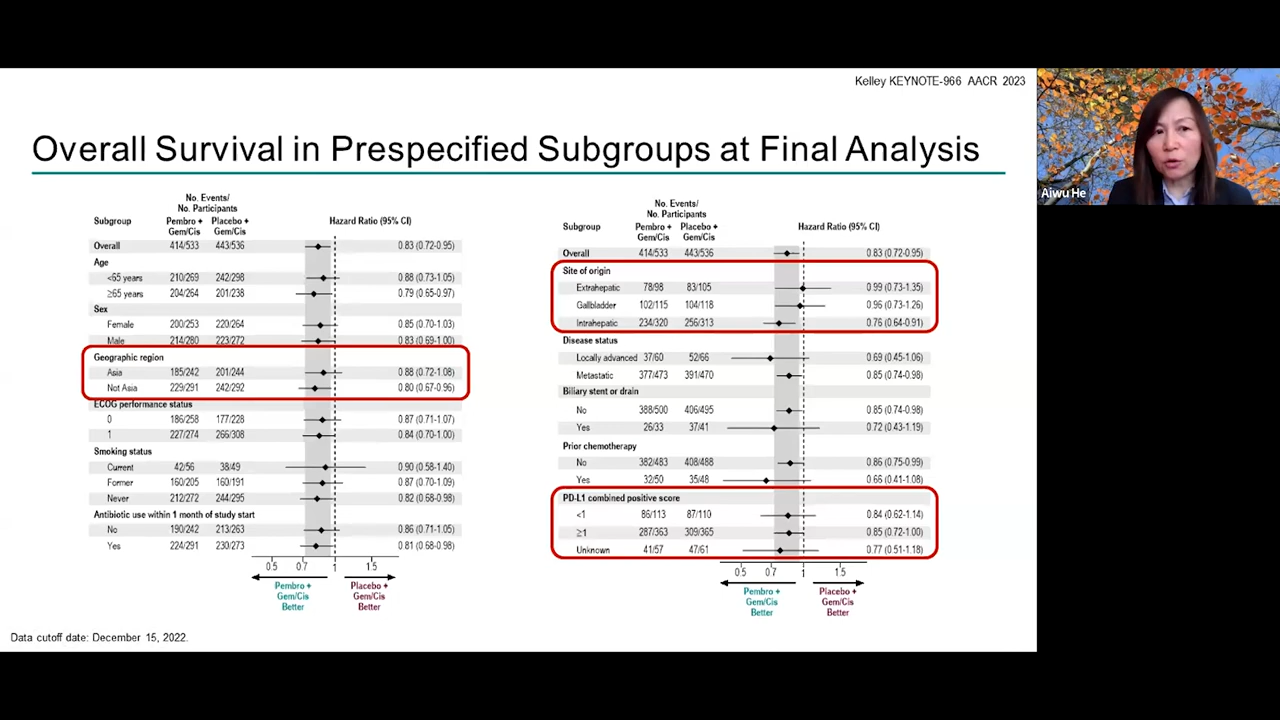 Kelley KEYNOTE-966 AACR 2023
Overall Survival in Prespecified Subgroups at Final Analysis
No. Events/
No. Participants
Subgroup Pembro + Gem/Cis Placebo + Gem/Cis Hazard Ratio (95% CI)
Overall 414/533 443/536 0.83 (0.72-0.95)
Age
<65 years 210/269 242/298 0.88 (0.73-1.05)
≥65 years 204/264 201/238 0.79 (0.65-0.97)
Sex
Female 200/253 220/264 0.85 (0.70-1.03)
Male 214/280 223/272 0.83 (0.69-1.00)
Geographic region
Asia 185/242 201/244 0.88 (0.72-1.08)
Not Asia 229/291 242/292 0.80 (0.67-0.96)
ECOG performance status
0 186/258 177/228 0.87 (0.71-1.07)
1 227/274 266/308 0.84 (0.70-1.00)
Smoking status
Current 42/56 38/49 0.90 (0.58-1.40)
Former 160/205 160/191 0.87 (0.70-1.09)
Never 212/272 244/295 0.82 (0.68-0.98)
Antibiotic use within 1 month of study start
No 190/242 213/263 0.86 (0.71-1.05)
Yes 224/291 230/273 0.81 (0.68-0.98)
0.5 0.7 1 1.5
Pembro + Placebo +
Gem/Cis Gem/Cis
Better Better
No. Events/
No. Participants
Subgroup Pembro + Gem/Cis Placebo + Gem/Cis Hazard Ratio (95% CI)
Overall 414/533 443/536 0.83 (0.72-0.95)
Site of origin
Extrahepatic 78/98 83/105 0.99 (0.73-1.35)
Gallbladder 102/115 104/118 0.96 (0.73-1.26)
Intrahepatic 234/320 256/313 0.76 (0.64-0.91)
Disease status
Locally advanced 37/60 52/66 0.69 (0.45-1.06)
Metastatic 377/473 391/470 0.85 (0.74-0.98)
Biliary stent or drain
No 388/500 406/495 0.85 (0.74-0.98)
Yes 26/33 37/41 0.72 (0.43-1.19)
Prior chemotherapy
No 382/483 408/488 0.86 (0.75-0.99)
Yes 32/50 35/48 0.66 (0.41-1.08)
PD-L1 combined positive score
<1 86/113 87/110 0.84 (0.62-1.14)
≥1 287/363 309/365 0.85 (0.72-1.00)
Unknown 41/57 47/61 0.77 (0.51-1.18)
0.5 0.7 1 1.5
Pembro + Placebo +
Gem/Cis Gem/Cis
Better Better
Data cutoff date: December 15, 2022.
Aiwu He